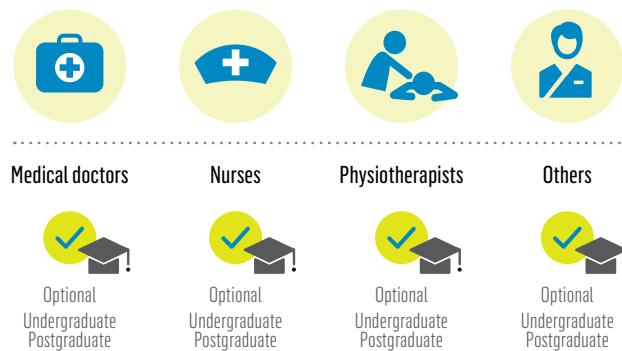 Medical doctors
Nurses
Physiotherapists
Others
Optional
Optional
Optional
Optional
Undergraduate
Postgraduate
Undergraduate
Postgraduate
Undergraduate
Postgraduate
Undergraduate
Postgraduate